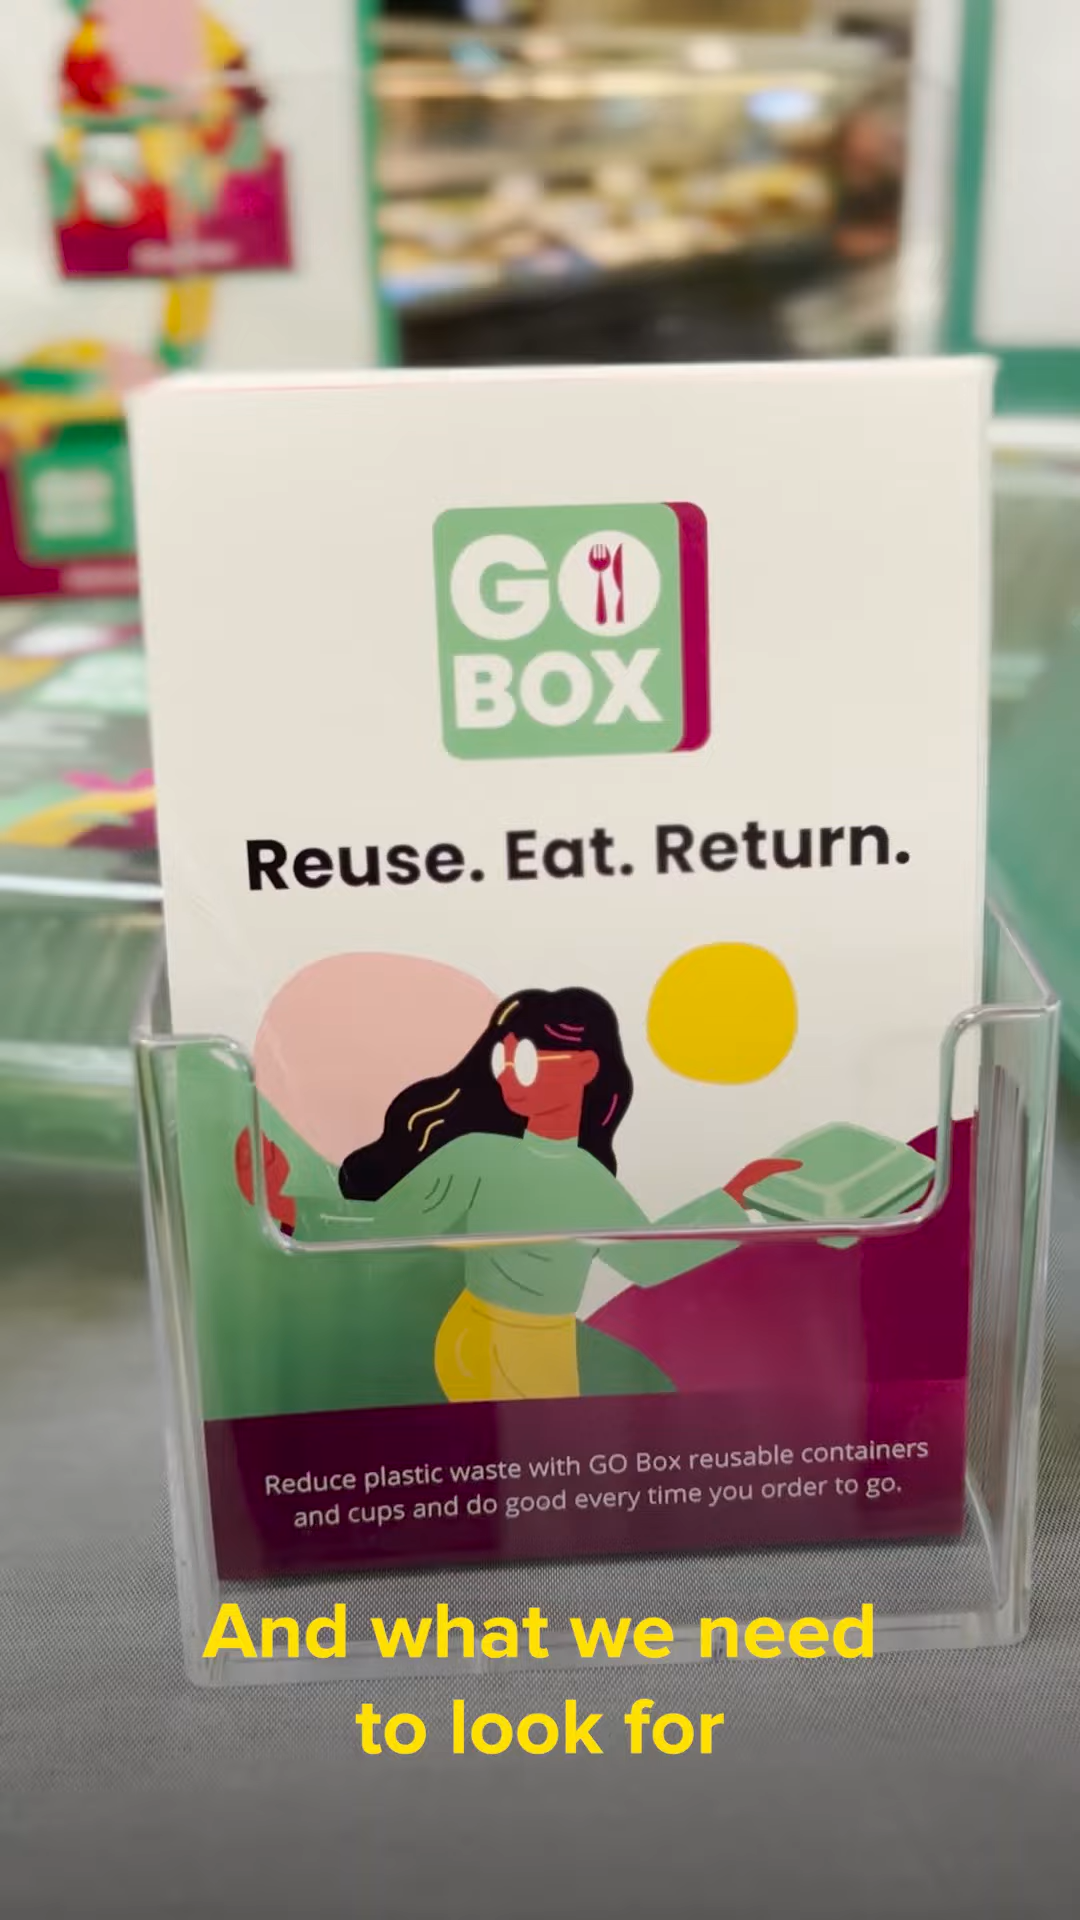 GO
BOX
Reuse. Eat. Return.
Reduce plastic waste with GO Box reusable containers
and cups and do good every time you order to go.
And what we need
to look for